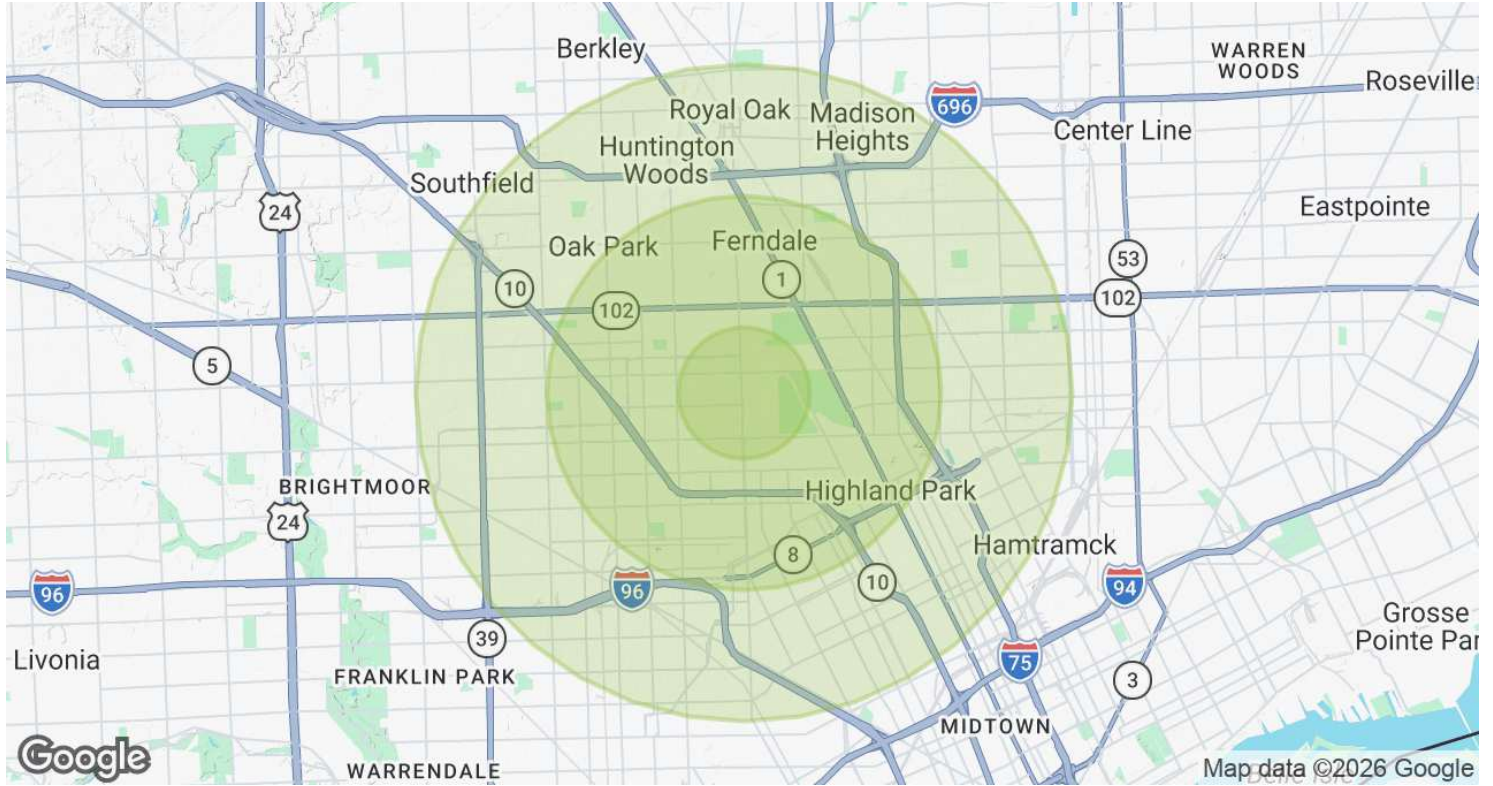 Berkley
WARREN
WOODS
Roseville
Royal Oak
Madison
Heights
696
Center Line
Huntington
Woods
Southfield
24
Eastpointe
Oak Park
Ferndale
53
10
1
102
102
5
BRIGHTMOOR
Highland Park
24
Hamtramck
8
96
96
10
94
Grosse
Pointe Par
39
Livonia
75
FRANKLIN PARK
3
MIDTOWN
Google
WARRENDALE
Map data ©2026 Google
Belle Isle